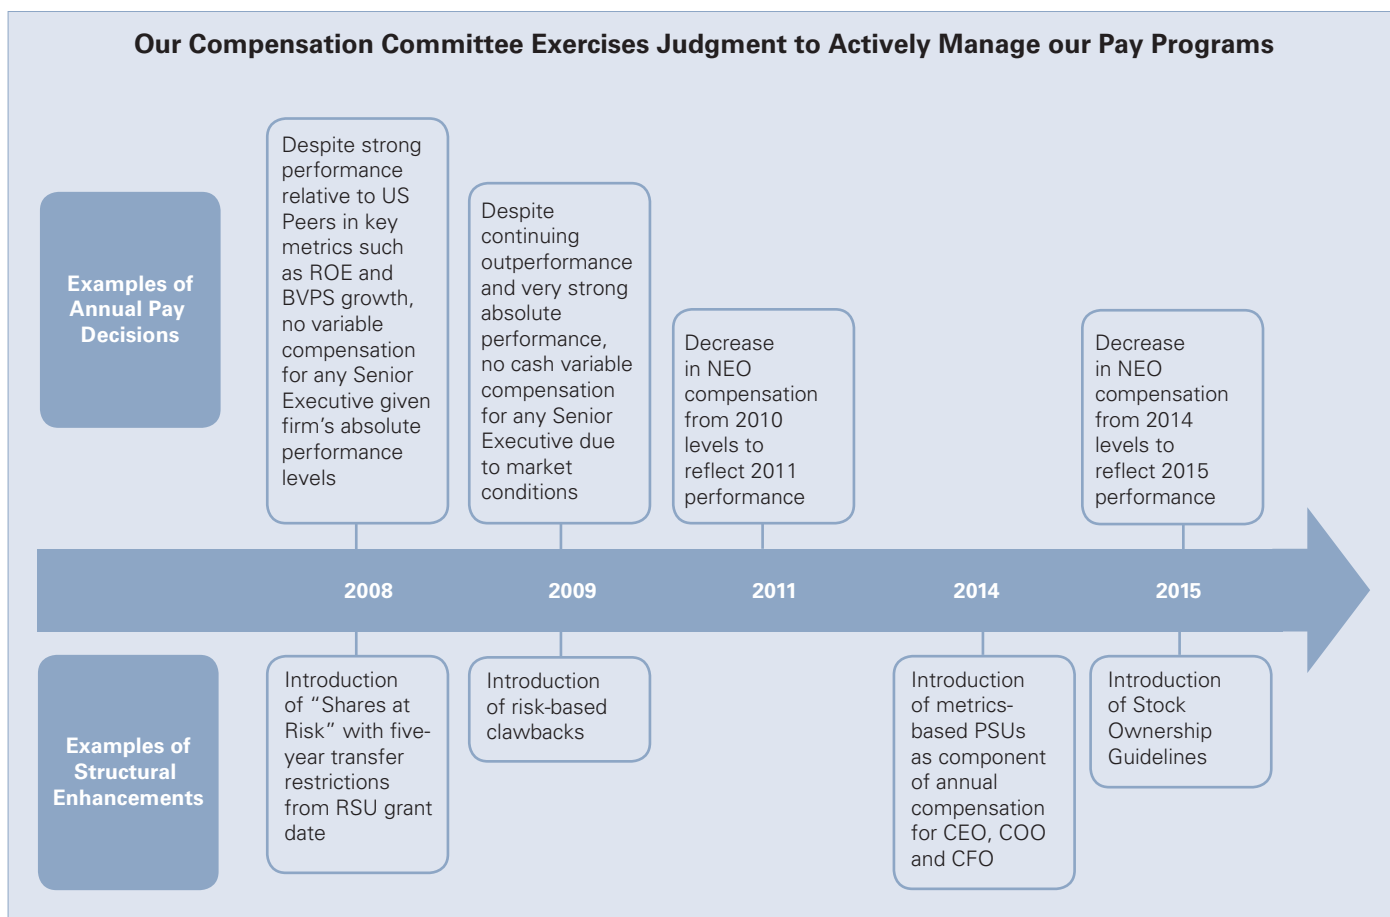 Our Compensation Committee Exercises Judgment to Actively Manage our Pay Programs
Examples of
Annual Pay
Decisions
Despite strong
performance
relative to US
Peers in key
metrics such
as ROE and
BVPS growth,
no variable
compensation
for any Senior
Executive given
firm's absolute
performance
levels
Despite
continuing
outperformance
and very strong
absolute
performance,
no cash variable
compensation
for any Senior
Executive due
to market
conditions
Decrease
in NEO
compensation
from 2010
levels to
reflect 2011
performance
Decrease
in NEO
compensation
from 2014
levels to
reflect 2015
performance
2008
2009
2011
2014
2015
Examples of
Structural
Enhancements
Introduction
of “Shares at
Risk” with five-
year transfer
restrictions
from RSU grant
date
Introduction
of risk-based
clawbacks
Introduction
of metrics-
based PSUs
as component
of annual
compensation
for CEO, COO
and CFO
Introduction
of Stock
Ownership
Guidelines